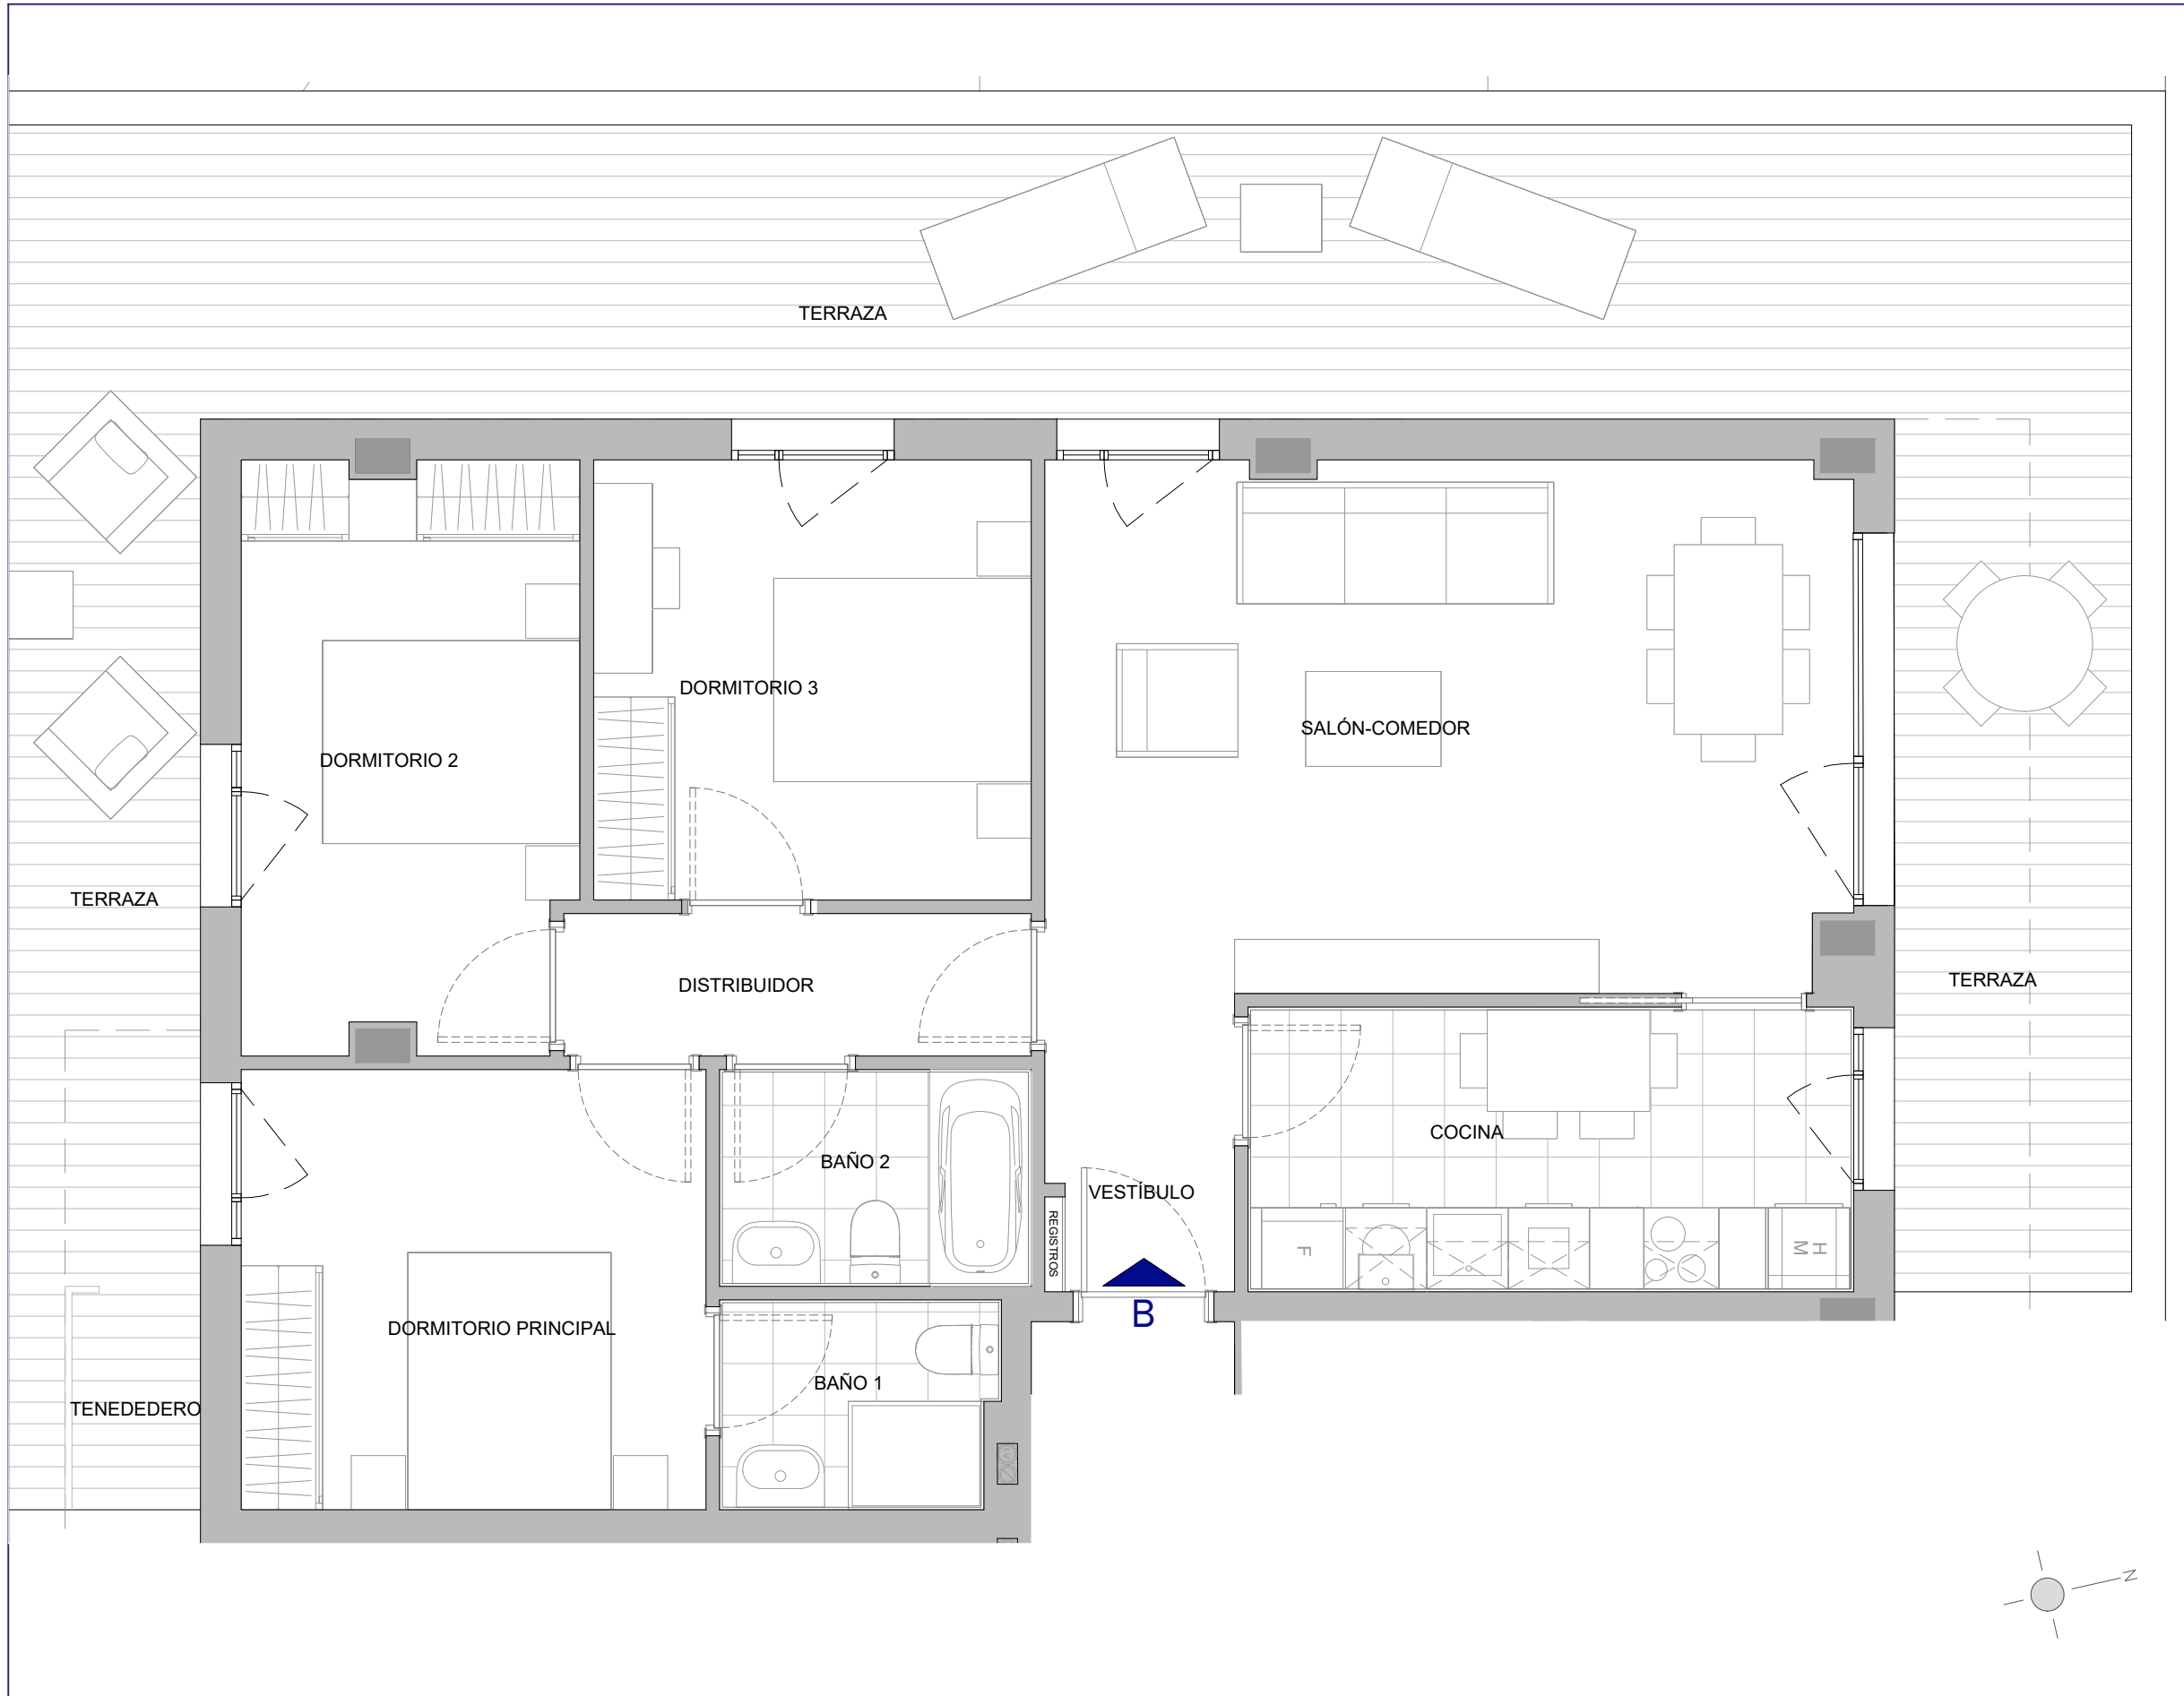 TERRAZA
DORMITORIO 3
SALÓN-COMEDOR
DORMITORIO 2
TERRAZA
DISTRIBUIDOR
TERRAZA
COCINA
BAÑO 2
VESTÍBULO
REGISTROS
F
H
M
B
DORMITORIO PRINCIPAL
BAÑO 1
TENEDEDERO
N